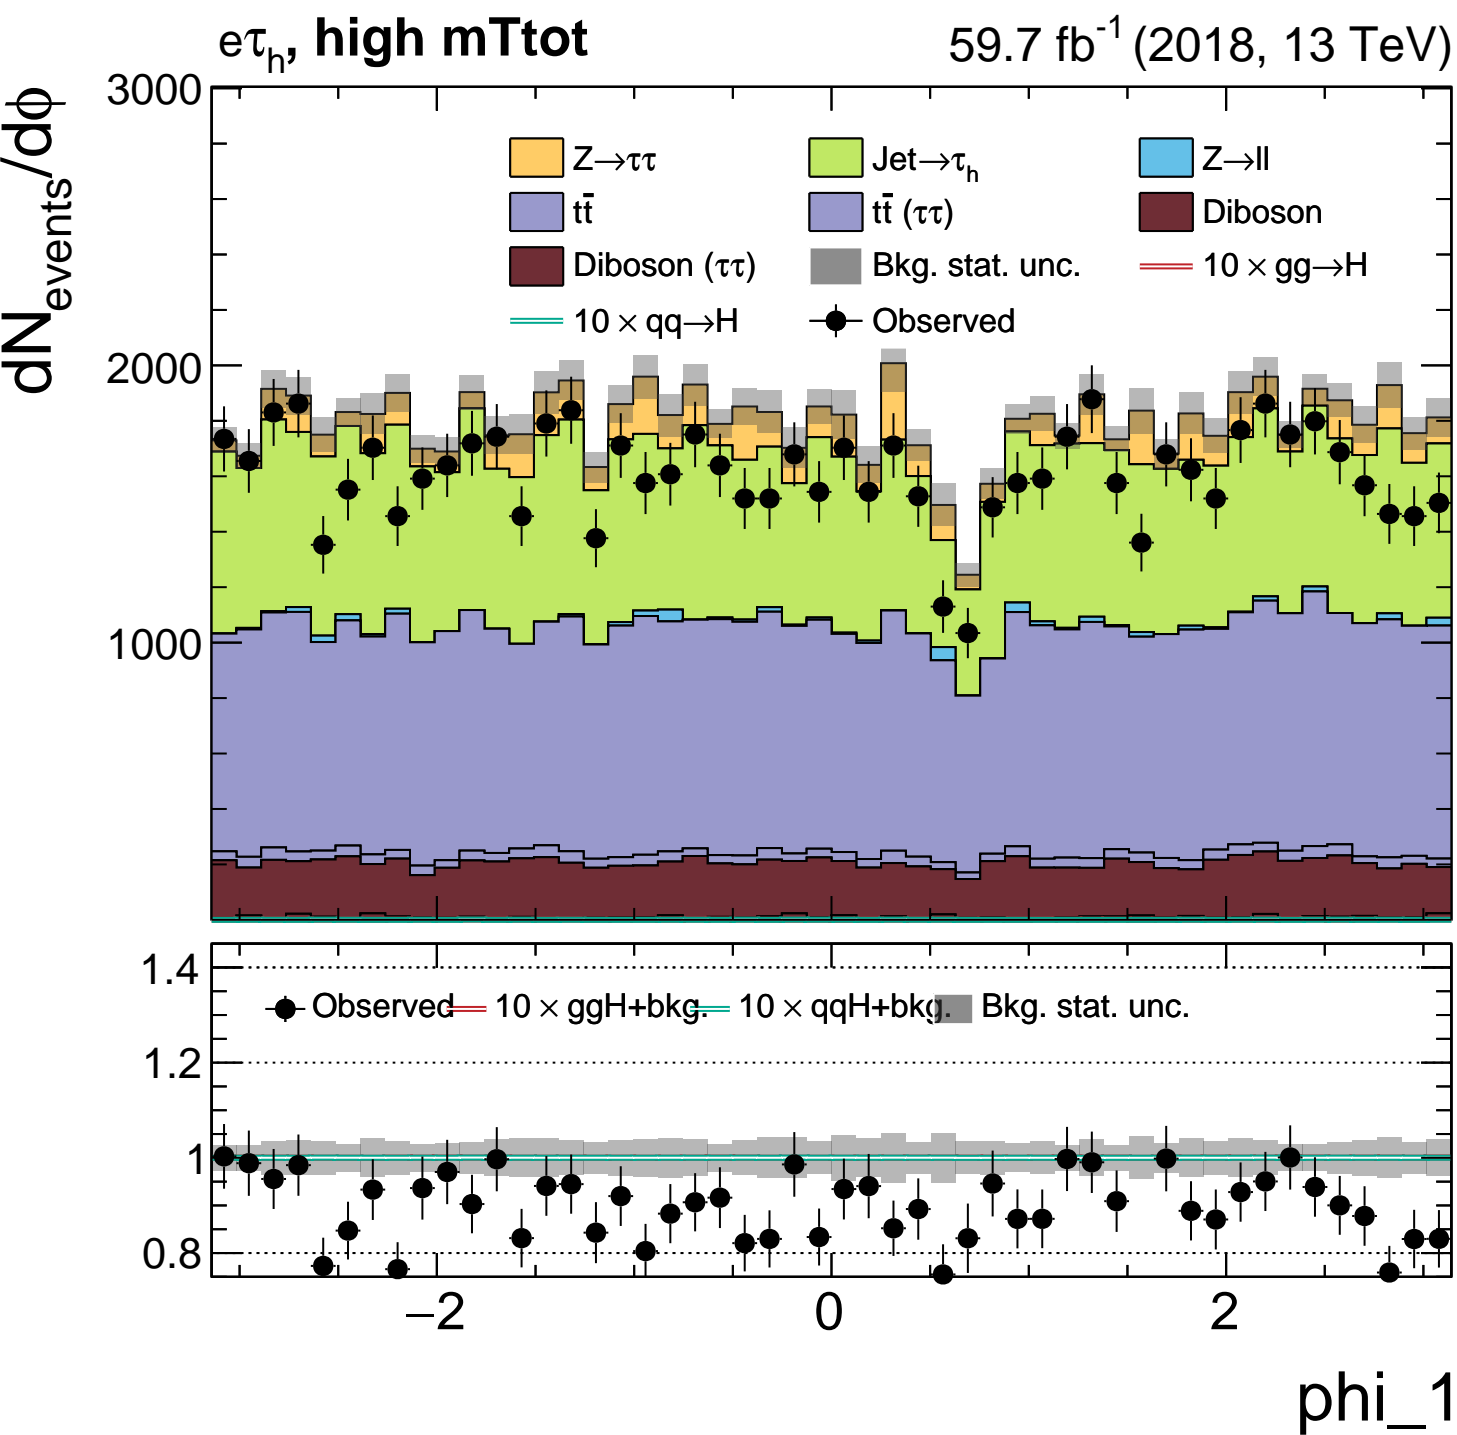 eτh, high mTtot 59.7 fb-1 (2018, 13 TeV)
dNevents/dϕ
3000
2000
1000
Z→ττ Jet→τh Z→ll
tt̄ tt̄ (ττ) Diboson
Diboson (ττ) Bkg. stat. unc. 10 × gg→H
10 × qq→H Observed
1.4
1.2
1
0.8
Observed 10 × ggH+bkg. 10 × qqH+bkg. Bkg. stat. unc.
−2 0 2
phi_1